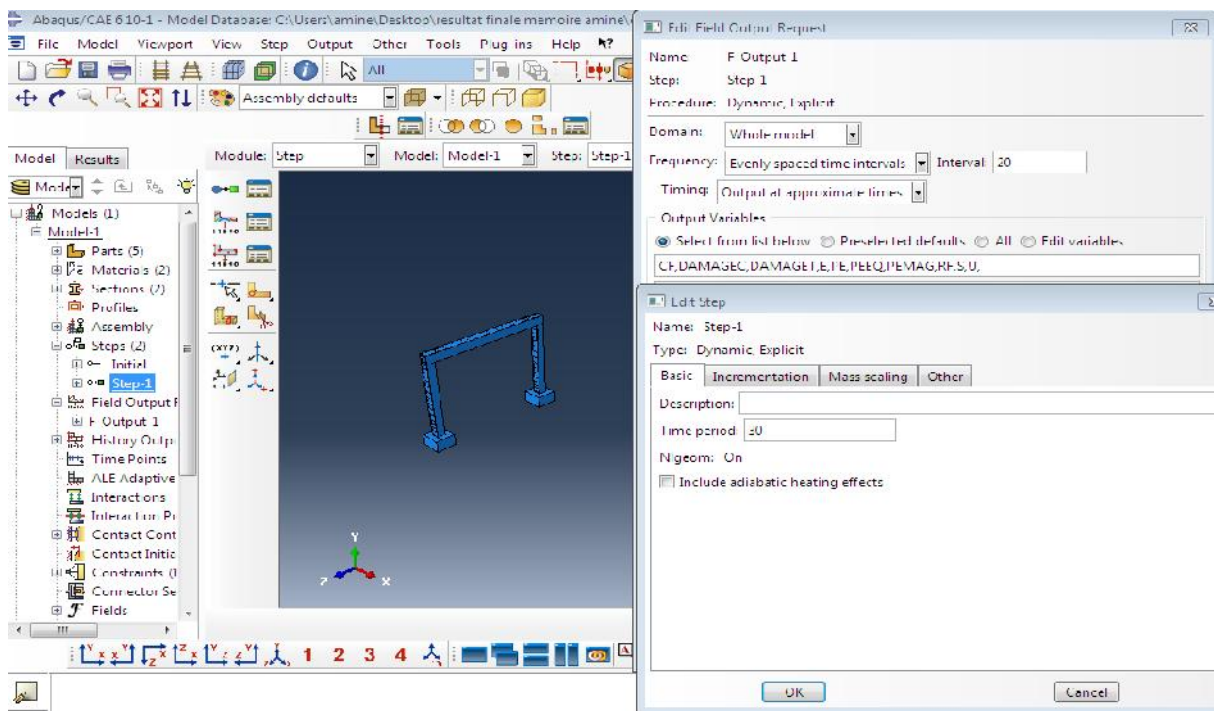 Abaqus/CAE 6.10-1 - Model Database: C:\Users\amine\Desktop\resultat finale memoire amine\
File Model Viewport View Step Output Other Tools Plug-ins Help
All
Assembly defaults
Model Results
Module: Step Model: Model-1 Step: Step-1
Model
Models (1)
Model-1
Parts (5)
Materials (2)
Sections (2)
Profiles
Assembly
Steps (2)
Initial
Step-1
Field Output R
F-Output-1
History Outp
Time Points
ALE Adaptive
Interactions
Interaction Pr
Contact Cont
Contact Initia
Constraints (1
Connector Se
Fields
(XYZ)
Y
Z X
1 2 3 4
Edit Field Output Request
Name: F-Output-1
Step: Step-1
Procedure: Dynamic, Explicit
Domain: Whole model
Frequency: Evenly spaced time intervals Interval: 20
Timing: Output at approximate times
Output Variables
Select from list below Preselected defaults All Edit variables
CF,DAMAGEC,DAMAGET,E,PE,PEEQ,PEMAG,RF,S,U,
Edit Step
Name: Step-1
Type: Dynamic, Explicit
Basic Incrementation Mass scaling Other
Description:
Time period: 30
Nlgeom: On
Include adiabatic heating effects
OK Cancel